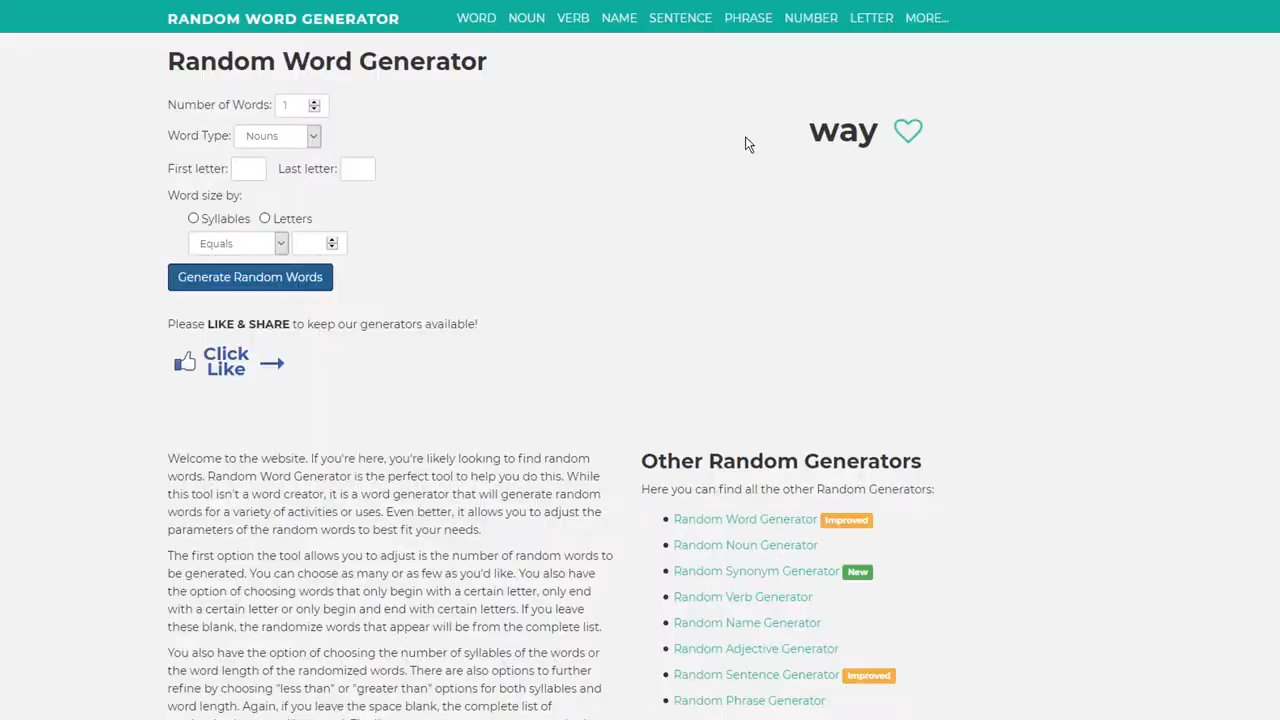 RANDOM WORD GENERATOR WORD NOUN VERB NAME SENTENCE PHRASE NUMBER LETTER MORE...
Random Word Generator
Number of Words: 1
way
Word Type: Nouns
First letter: Last letter:
Word size by:
Syllables Letters
Equals
Generate Random Words
Please LIKE & SHARE to keep our generators available!
Click
Like
Welcome to the website. If you're here, you're likely looking to find random
words. Random Word Generator is the perfect tool to help you do this. While
this tool isn't a word creator, it is a word generator that will generate random
words for a variety of activities or uses. Even better, it allows you to adjust the
parameters of the random words to best fit your needs.
The first option the tool allows you to adjust is the number of random words to
be generated. You can choose as many or as few as you'd like. You also have
the option of choosing words that only begin with a certain letter, only end
with a certain letter or only begin and end with certain letters. If you leave
these blank, the randomize words that appear will be from the complete list.
You also have the option of choosing the number of syllables of the words or
the word length of the randomized words. There are also options to further
refine by choosing "less than" or "greater than" options for both syllables and
word length. Again, if you leave the space blank, the complete list of
Other Random Generators
Here you can find all the other Random Generators:
Random Word Generator Improved
Random Noun Generator
Random Synonym Generator New
Random Verb Generator
Random Name Generator
Random Adjective Generator
Random Sentence Generator Improved
Random Phrase Generator